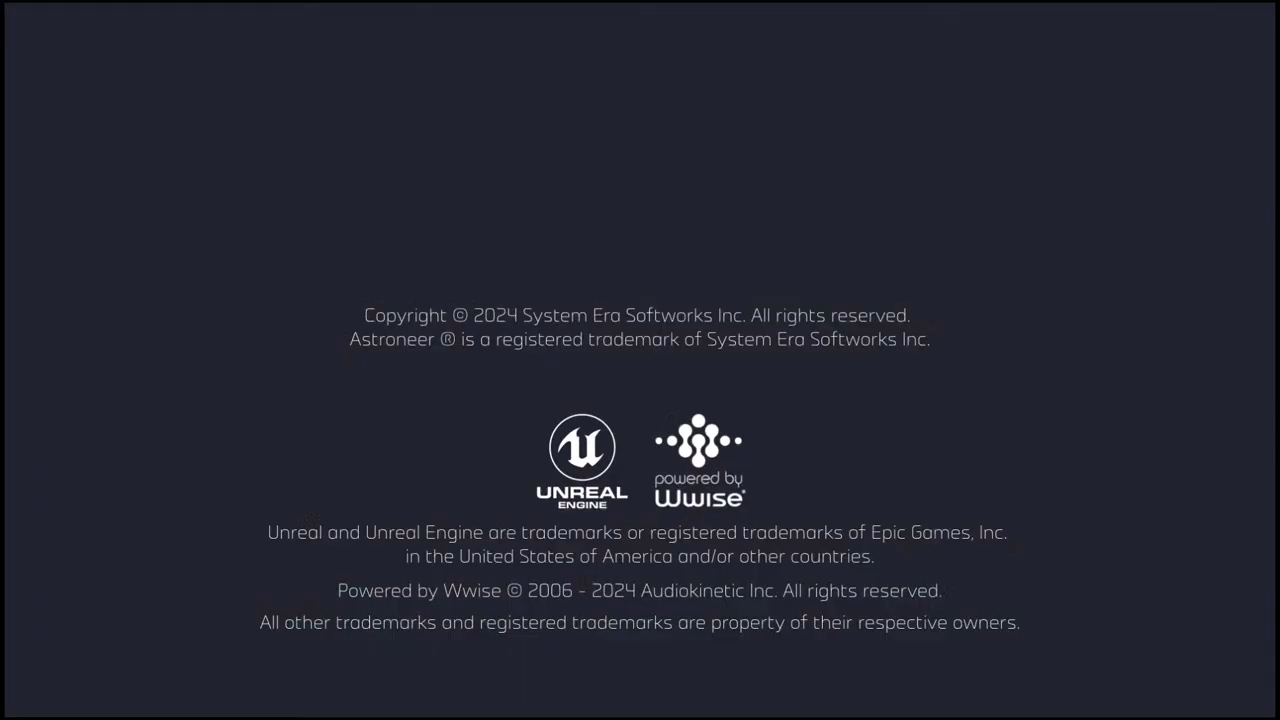 Copyright © 2024 System Era Softworks Inc. All rights reserved.
Astroneer ® is a registered trademark of System Era Softworks Inc.
UNREAL
ENGINE
powered by
Wwise®
Unreal and Unreal Engine are trademarks or registered trademarks of Epic Games, Inc.
in the United States of America and/or other countries.
Powered by Wwise © 2006 - 2024 Audiokinetic Inc. All rights reserved.
All other trademarks and registered trademarks are property of their respective owners.